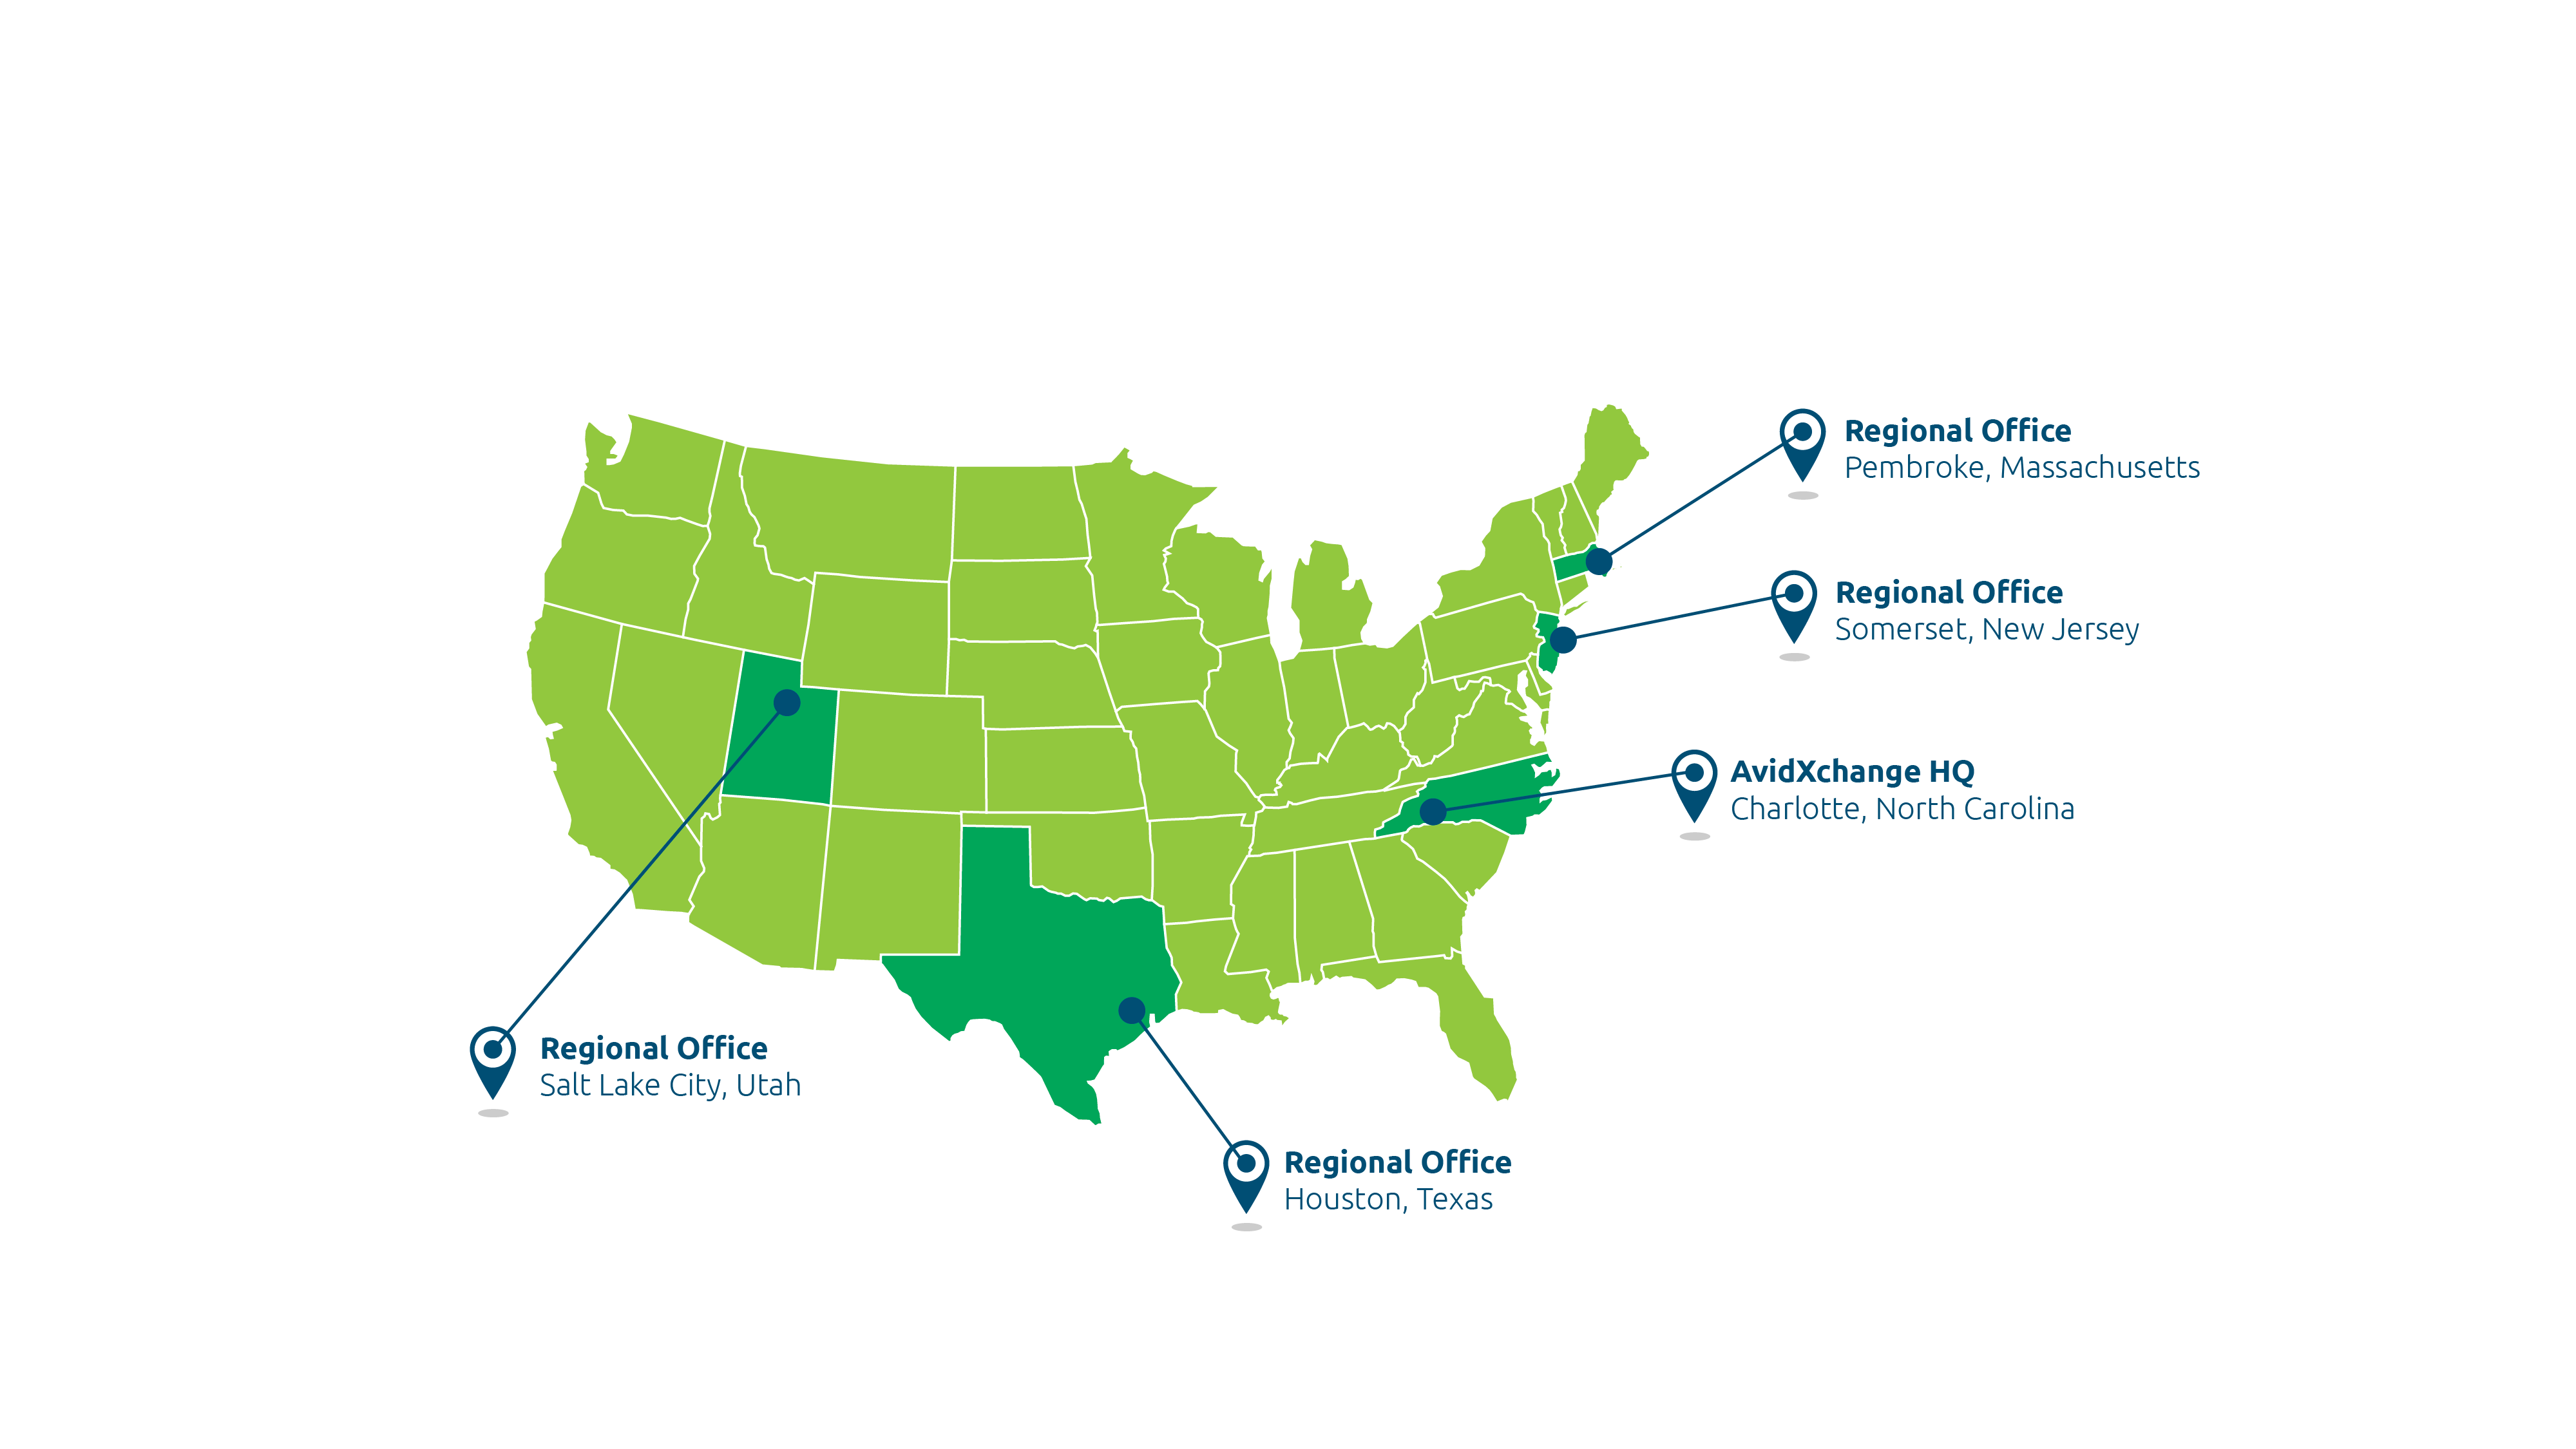 Regional Office
Pembroke, Massachusetts
Regional Office
Somerset, New Jersey
AvidXchange HQ
Charlotte, North Carolina
Regional Office
Salt Lake City, Utah
Regional Office
Houston, Texas